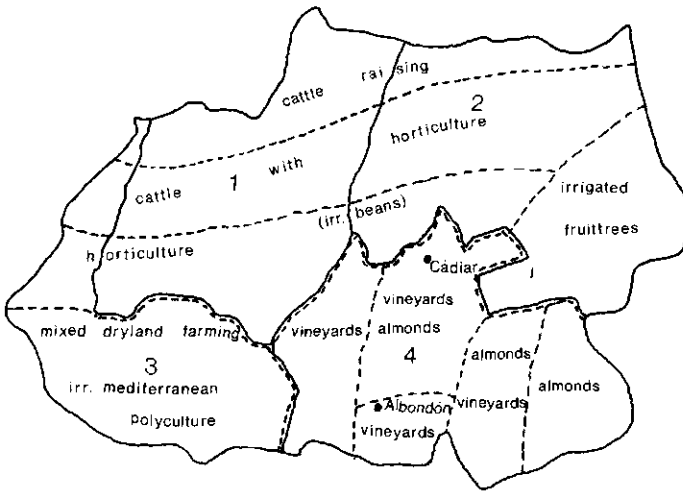 cattle raising
2
horticulture
cattle 1 with
irrigated
(irr. beans)
fruittrees
horticulture
Cádiar
vineyards
almonds
mixed dryland farming
vineyards
4
almonds
3
irr. mediterranean
almonds
Albondón
vineyards
polyculture
vineyards